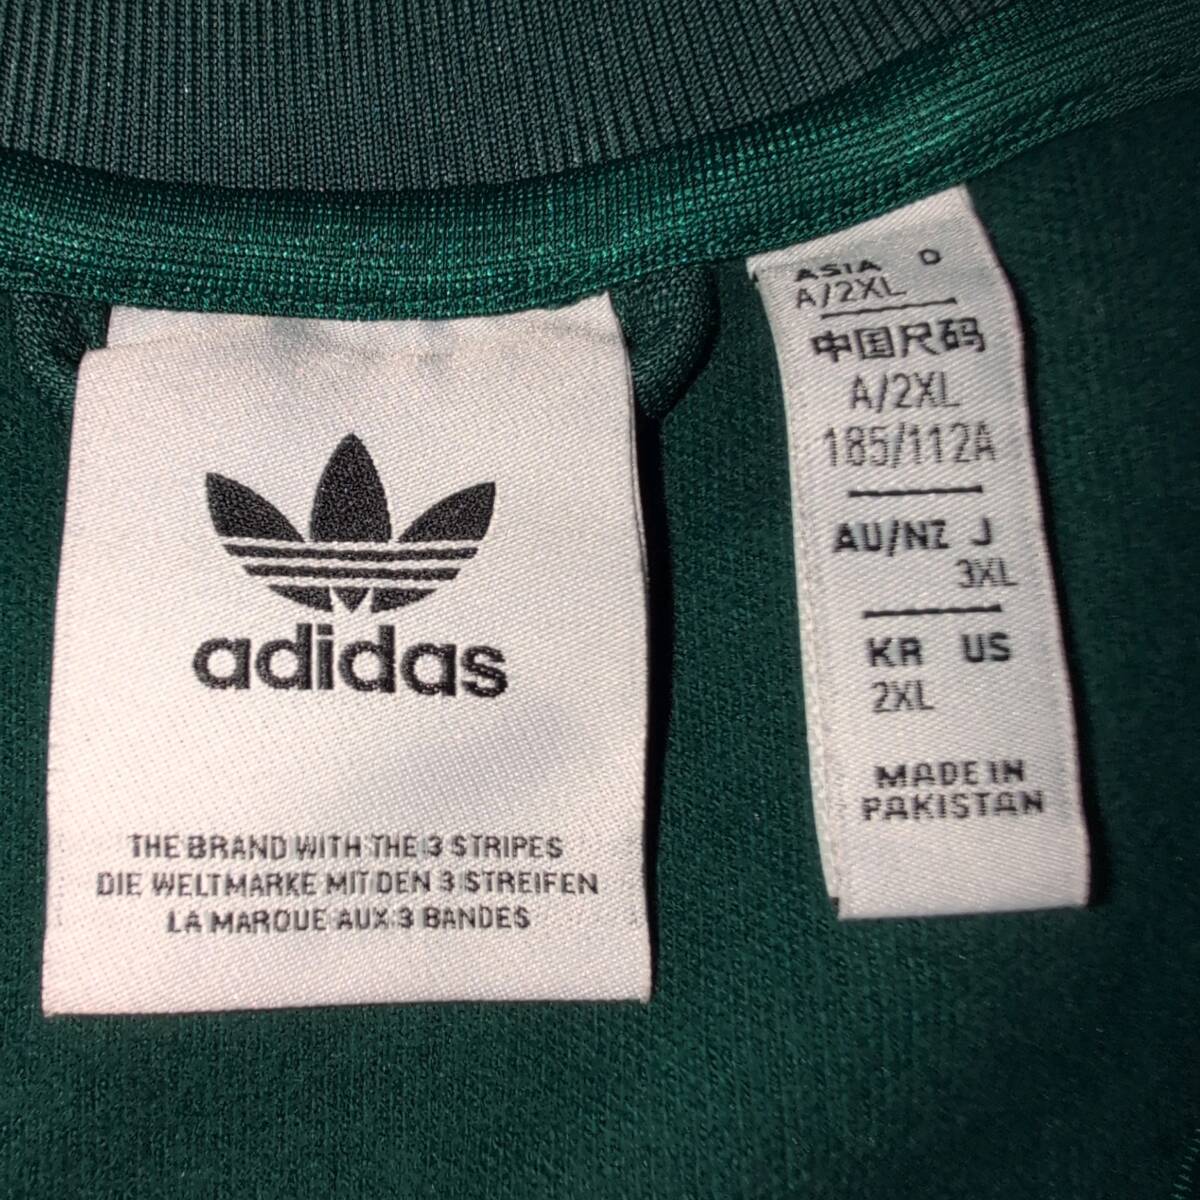 adidas
THE BRAND WITH THE 3 STRIPES
DIE WELTMARKE MIT DEN 3 STREIFEN
LA MARQUE AUX 3 BANDES
ASIA D
A/2XL
中国尺码
A/2XL
185/112A
AU/NZ J
3XL
KR US
2XL
MADE IN
PAKISTAN